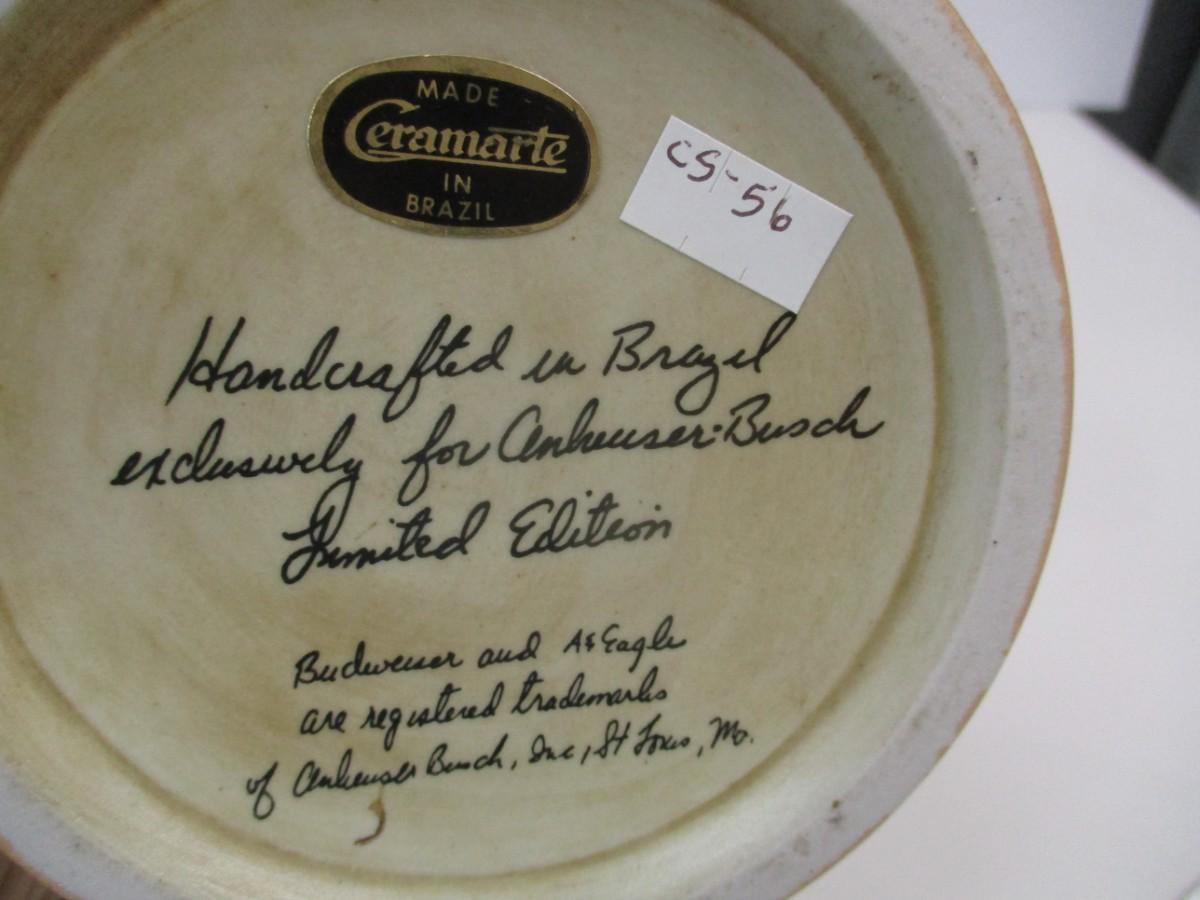 MADE
Ceramarte
IN
BRAZIL
CS-56
Handcrafted in Brazil
exclusively for Anheuser-Busch
Limited Edition
Budweiser and A & Eagle
are registered trademarks
of Anheuser Busch, Inc, St Louis, Mo.